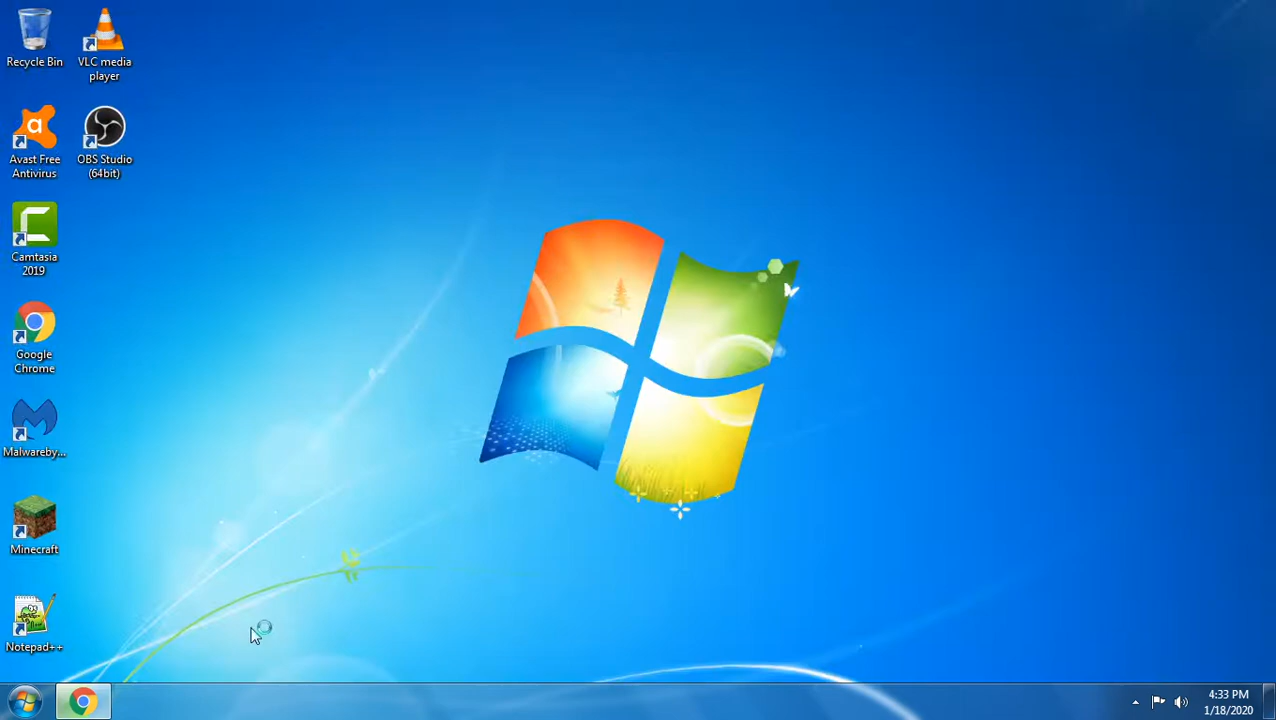 Recycle Bin
VLC media
player
Avast Free
Antivirus
OBS Studio
(64bit)
Camtasia
2019
Google
Chrome
Malwareby...
Minecraft
Notepad++
4:33 PM
1/18/2020